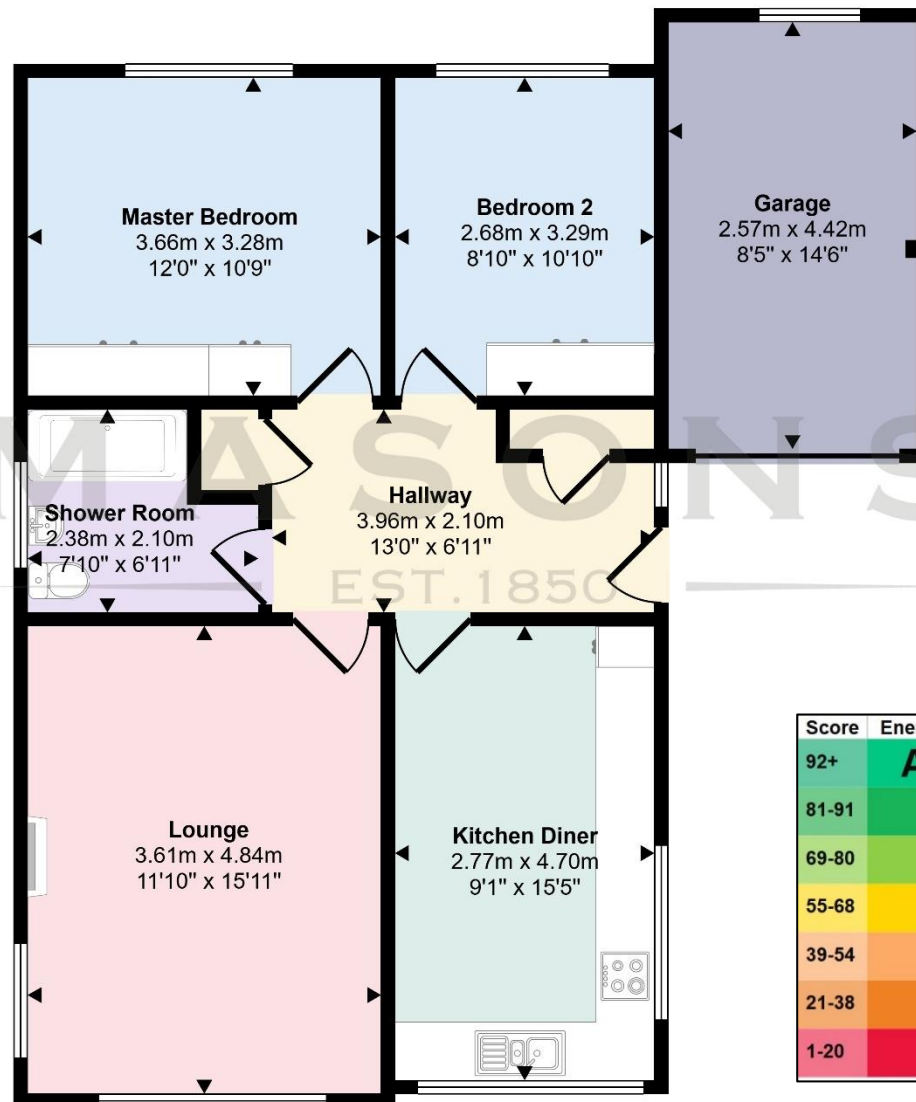 Master Bedroom
3.66m x 3.28m
12'0" x 10'9"
Bedroom 2
2.68m x 3.29m
8'10" x 10'10"
Garage
2.57m x 4.42m
8'5" x 14'6"
MASONS
EST.1850
Shower Room
2.38m x 2.10m
7'10" x 6'11"
Hallway
3.96m x 2.10m
13'0" x 6'11"
Lounge
3.61m x 4.84m
11'10" x 15'11"
Kitchen Diner
2.77m x 4.70m
9'1" x 15'5"
Score
92+
81-91
69-80
55-68
39-54
21-38
1-20